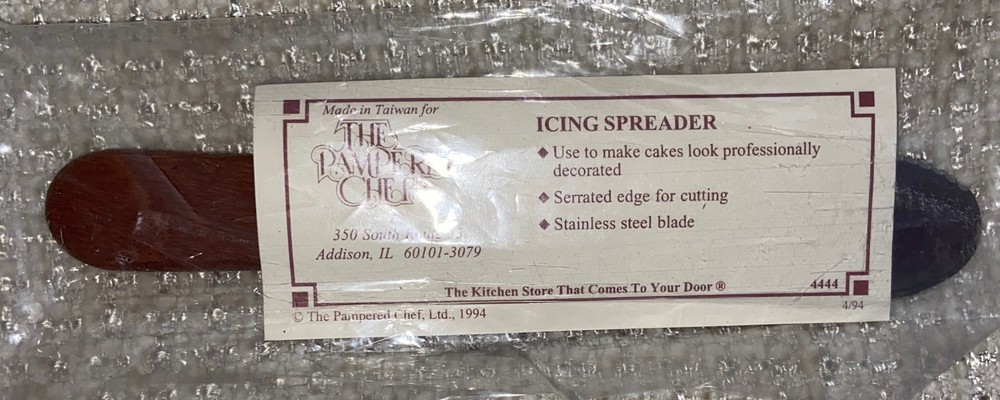 Made in Taiwan for
THE
PAMPERED
CHEF
350 South
Addison, IL 60101-3079
ICING SPREADER
◆ Use to make cakes look professionally
decorated
◆ Serrated edge for cutting
◆ Stainless steel blade
The Kitchen Store That Comes To Your Door ®
4444
© The Pampered Chef, Ltd., 1994
4/94